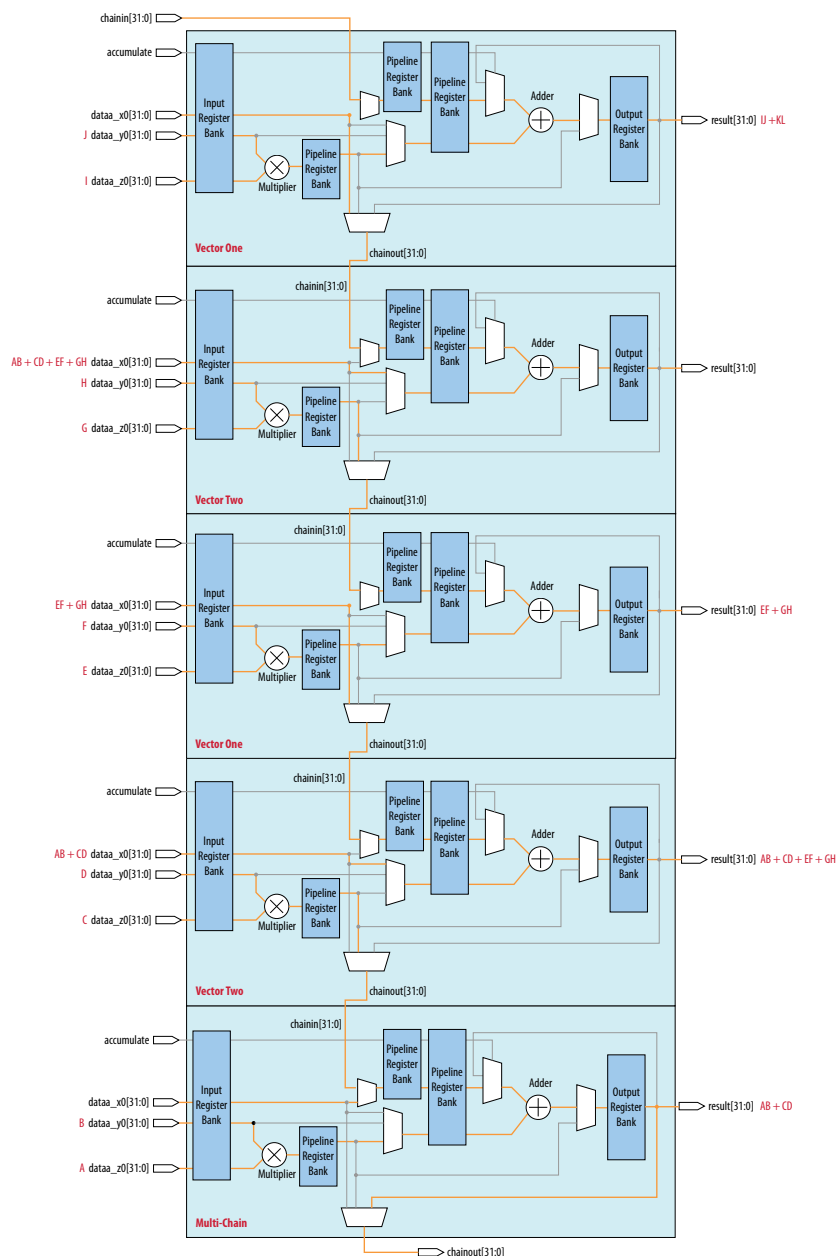 chainin[31:0]
accumulate
Input
Register
Bank
Pipeline
Register
Bank
Pipeline
Register
Bank
Adder
Output
Register
Bank
dataa_x0[31:0]
J dataa_y0[31:0]
I dataa_z0[31:0]
Multiplier
Pipeline
Register
Bank
result[31:0] IJ +KL
Vector One
chainout[31:0]
chainin[31:0]
accumulate
Input
Register
Bank
Pipeline
Register
Bank
Pipeline
Register
Bank
Adder
Output
Register
Bank
AB + CD + EF + GH dataa_x0[31:0]
H dataa_y0[31:0]
G dataa_z0[31:0]
Multiplier
Pipeline
Register
Bank
result[31:0]
Vector Two
chainout[31:0]
chainin[31:0]
accumulate
Input
Register
Bank
Pipeline
Register
Bank
Pipeline
Register
Bank
Adder
Output
Register
Bank
EF + GH dataa_x0[31:0]
F dataa_y0[31:0]
E dataa_z0[31:0]
Multiplier
Pipeline
Register
Bank
result[31:0] EF + GH
Vector One
chainout[31:0]
chainin[31:0]
accumulate
Input
Register
Bank
Pipeline
Register
Bank
Pipeline
Register
Bank
Adder
Output
Register
Bank
AB + CD dataa_x0[31:0]
D dataa_y0[31:0]
C dataa_z0[31:0]
Multiplier
Pipeline
Register
Bank
result[31:0] AB + CD + EF + GH
Vector Two
chainout[31:0]
chainin[31:0]
accumulate
Input
Register
Bank
Pipeline
Register
Bank
Pipeline
Register
Bank
Adder
Output
Register
Bank
dataa_x0[31:0]
B dataa_y0[31:0]
A dataa_z0[31:0]
Multiplier
Pipeline
Register
Bank
result[31:0] AB + CD
Multi-Chain
chainout[31:0]